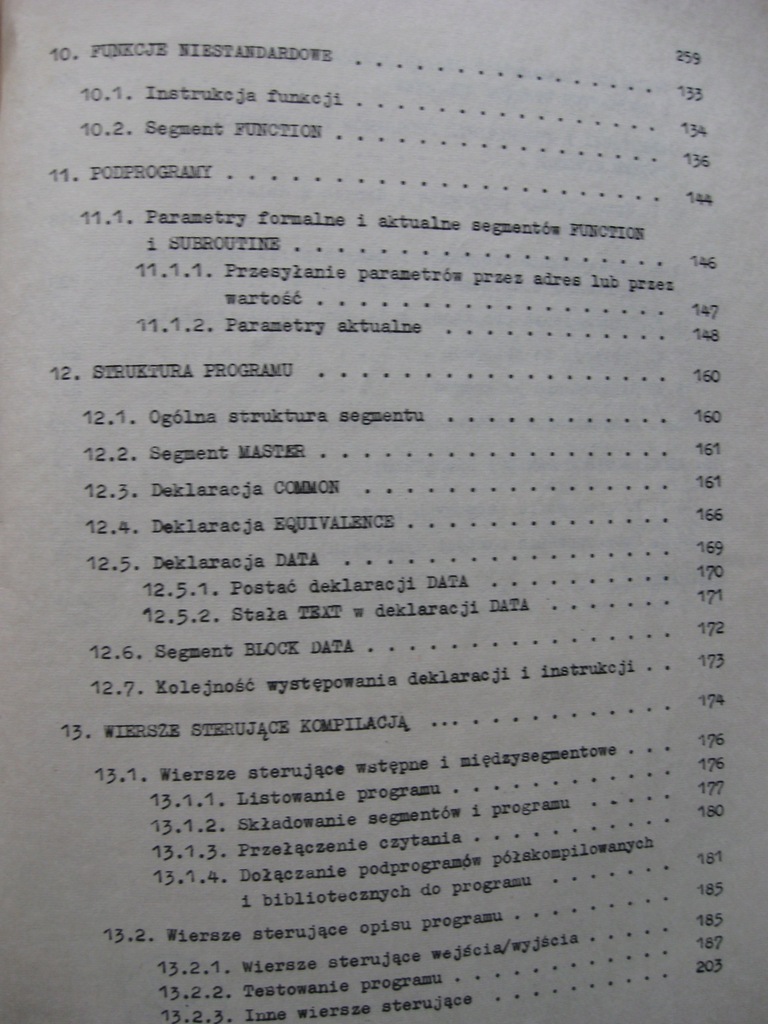 259
10. FUNKCJE NIESTANDARDOWE . . . . . . . . . . . . . . 133
10.1. Instrukcja funkcji . . . . . . . . . . . . . . 134
10.2. Segment FUNCTION . . . . . . . . . . . . . . . 136
11. PODPROGRAMY . . . . . . . . . . . . . . . . . . . . 144
11.1. Parametry formalne i aktualne segmentów FUNCTION
i SUBROUTINE . . . . . . . . . . . . . . . . . 146
11.1.1. Przesyłanie parametrów przez adres lub przez
wartość . . . . . . . . . . . . . . . . 147
11.1.2. Parametry aktualne . . . . . . . . . . 148
12. STRUKTURA PROGRAMU . . . . . . . . . . . . . . . . 160
12.1. Ogólna struktura segmentu . . . . . . . . . . 160
12.2. Segment MASTER . . . . . . . . . . . . . . . . 161
12.3. Deklaracja COMMON . . . . . . . . . . . . . . 161
12.4. Deklaracja EQUIVALENCE . . . . . . . . . . . . 166
12.5. Deklaracja DATA . . . . . . . . . . . . . . . 169
12.5.1. Postać deklaracji DATA . . . . . . . . 170
12.5.2. Stała TEXT w deklaracji DATA . . . . . . 171
12.6. Segment BLOCK DATA . . . . . . . . . . . . . . 172
12.7. Kolejność występowania deklaracji i instrukcji . . 173
13. WIERSZE STERUJĄCE KOMPILACJĄ ... . . . . . . . . . . 174
13.1. Wiersze sterujące wstępne i międzysegmentowe . . . 176
13.1.1. Listowanie programu . . . . . . . . . . 176
13.1.2. Składowanie segmentów i programu . . . . . 177
13.1.3. Przełączenie czytania . . . . . . . . . 180
13.1.4. Dołączanie podprogramów półskompilowanych
i bibliotecznych do programu . . . . . . 181
13.2. Wiersze sterujące opisu programu . . . . . . . . 185
13.2.1. Wiersze sterujące wejścia/wyjścia . . . . . 185
13.2.2. Testowanie programu . . . . . . . . . . 187
13.2.3. Inne wiersze sterujące . . . . . . . . 203